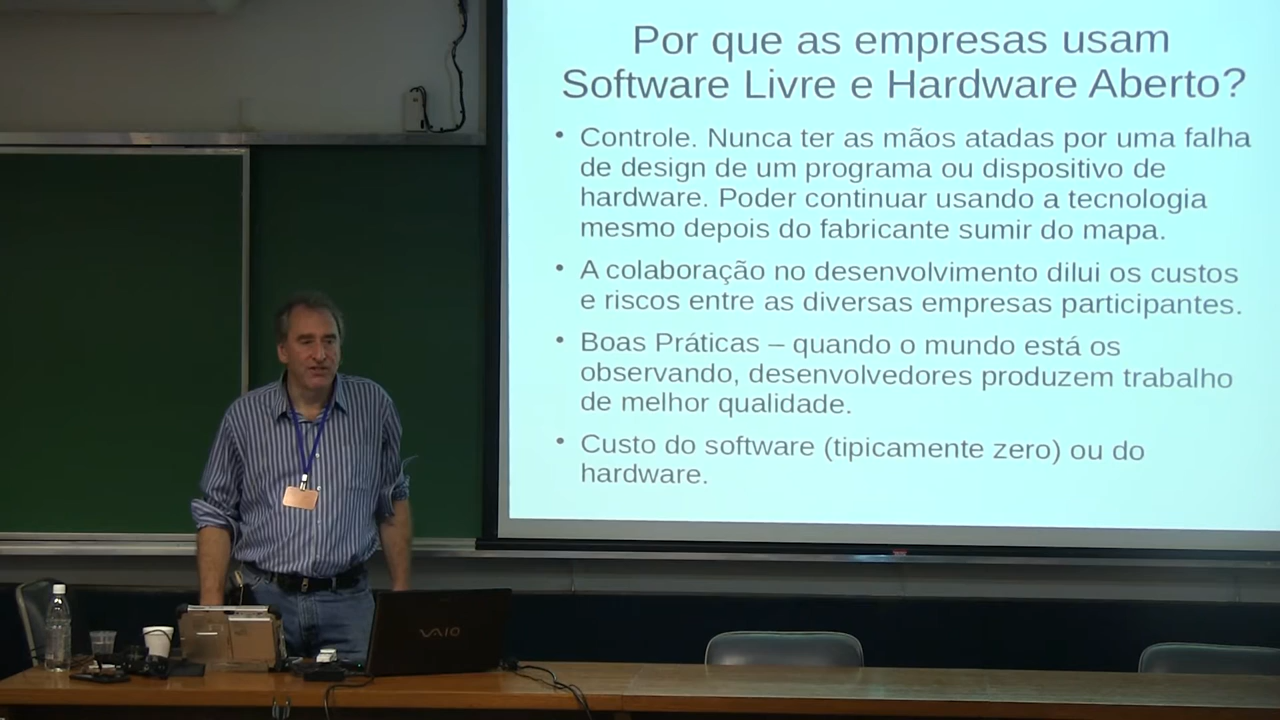 Por que as empresas usam
Software Livre e Hardware Aberto?
• Controle. Nunca ter as mãos atadas por uma falha
de design de um programa ou dispositivo de
hardware. Poder continuar usando a tecnologia
mesmo depois do fabricante sumir do mapa.
• A colaboração no desenvolvimento dilui os custos
e riscos entre as diversas empresas participantes.
• Boas Práticas – quando o mundo está os
observando, desenvolvedores produzem trabalho
de melhor qualidade.
• Custo do software (tipicamente zero) ou do
hardware.
VAIO